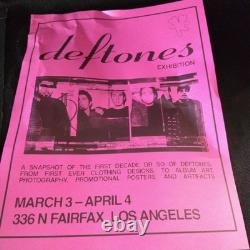 deftones
EXHIBITION
A SNAPSHOT OF THE FIRST DECADE OR SO OF DEFTONES,
FROM FIRST EVER CLOTHING DESIGNS, TO ALBUM ART,
PHOTOGRAPHY, PROMOTIONAL POSTERS AND ARTIFACTS
MARCH 3 – APRIL 4
336 N FAIRFAX, LOS ANGELES